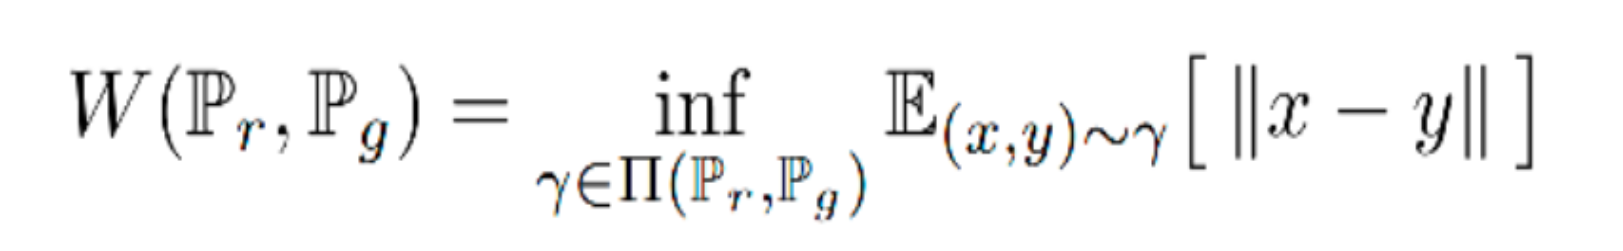 W(ℙ_r, ℙ_g) = inf_{γ∈Π(ℙ_r,ℙ_g)} 𝔼_{(x,y)∼γ}[ ‖x − y‖ ]